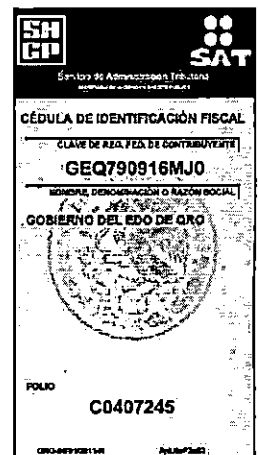 SH
CP
SAT
Servicio de Administración Tributaria
CÉDULA DE IDENTIFICACIÓN FISCAL
CLAVE DE REG. FED. DE CONTRIBUYENTE
GEQ790916MJ0
NOMBRE, DENOMINACIÓN O RAZÓN SOCIAL
GOBIERNO DEL EDO DE QRO
FOLIO
C0407245